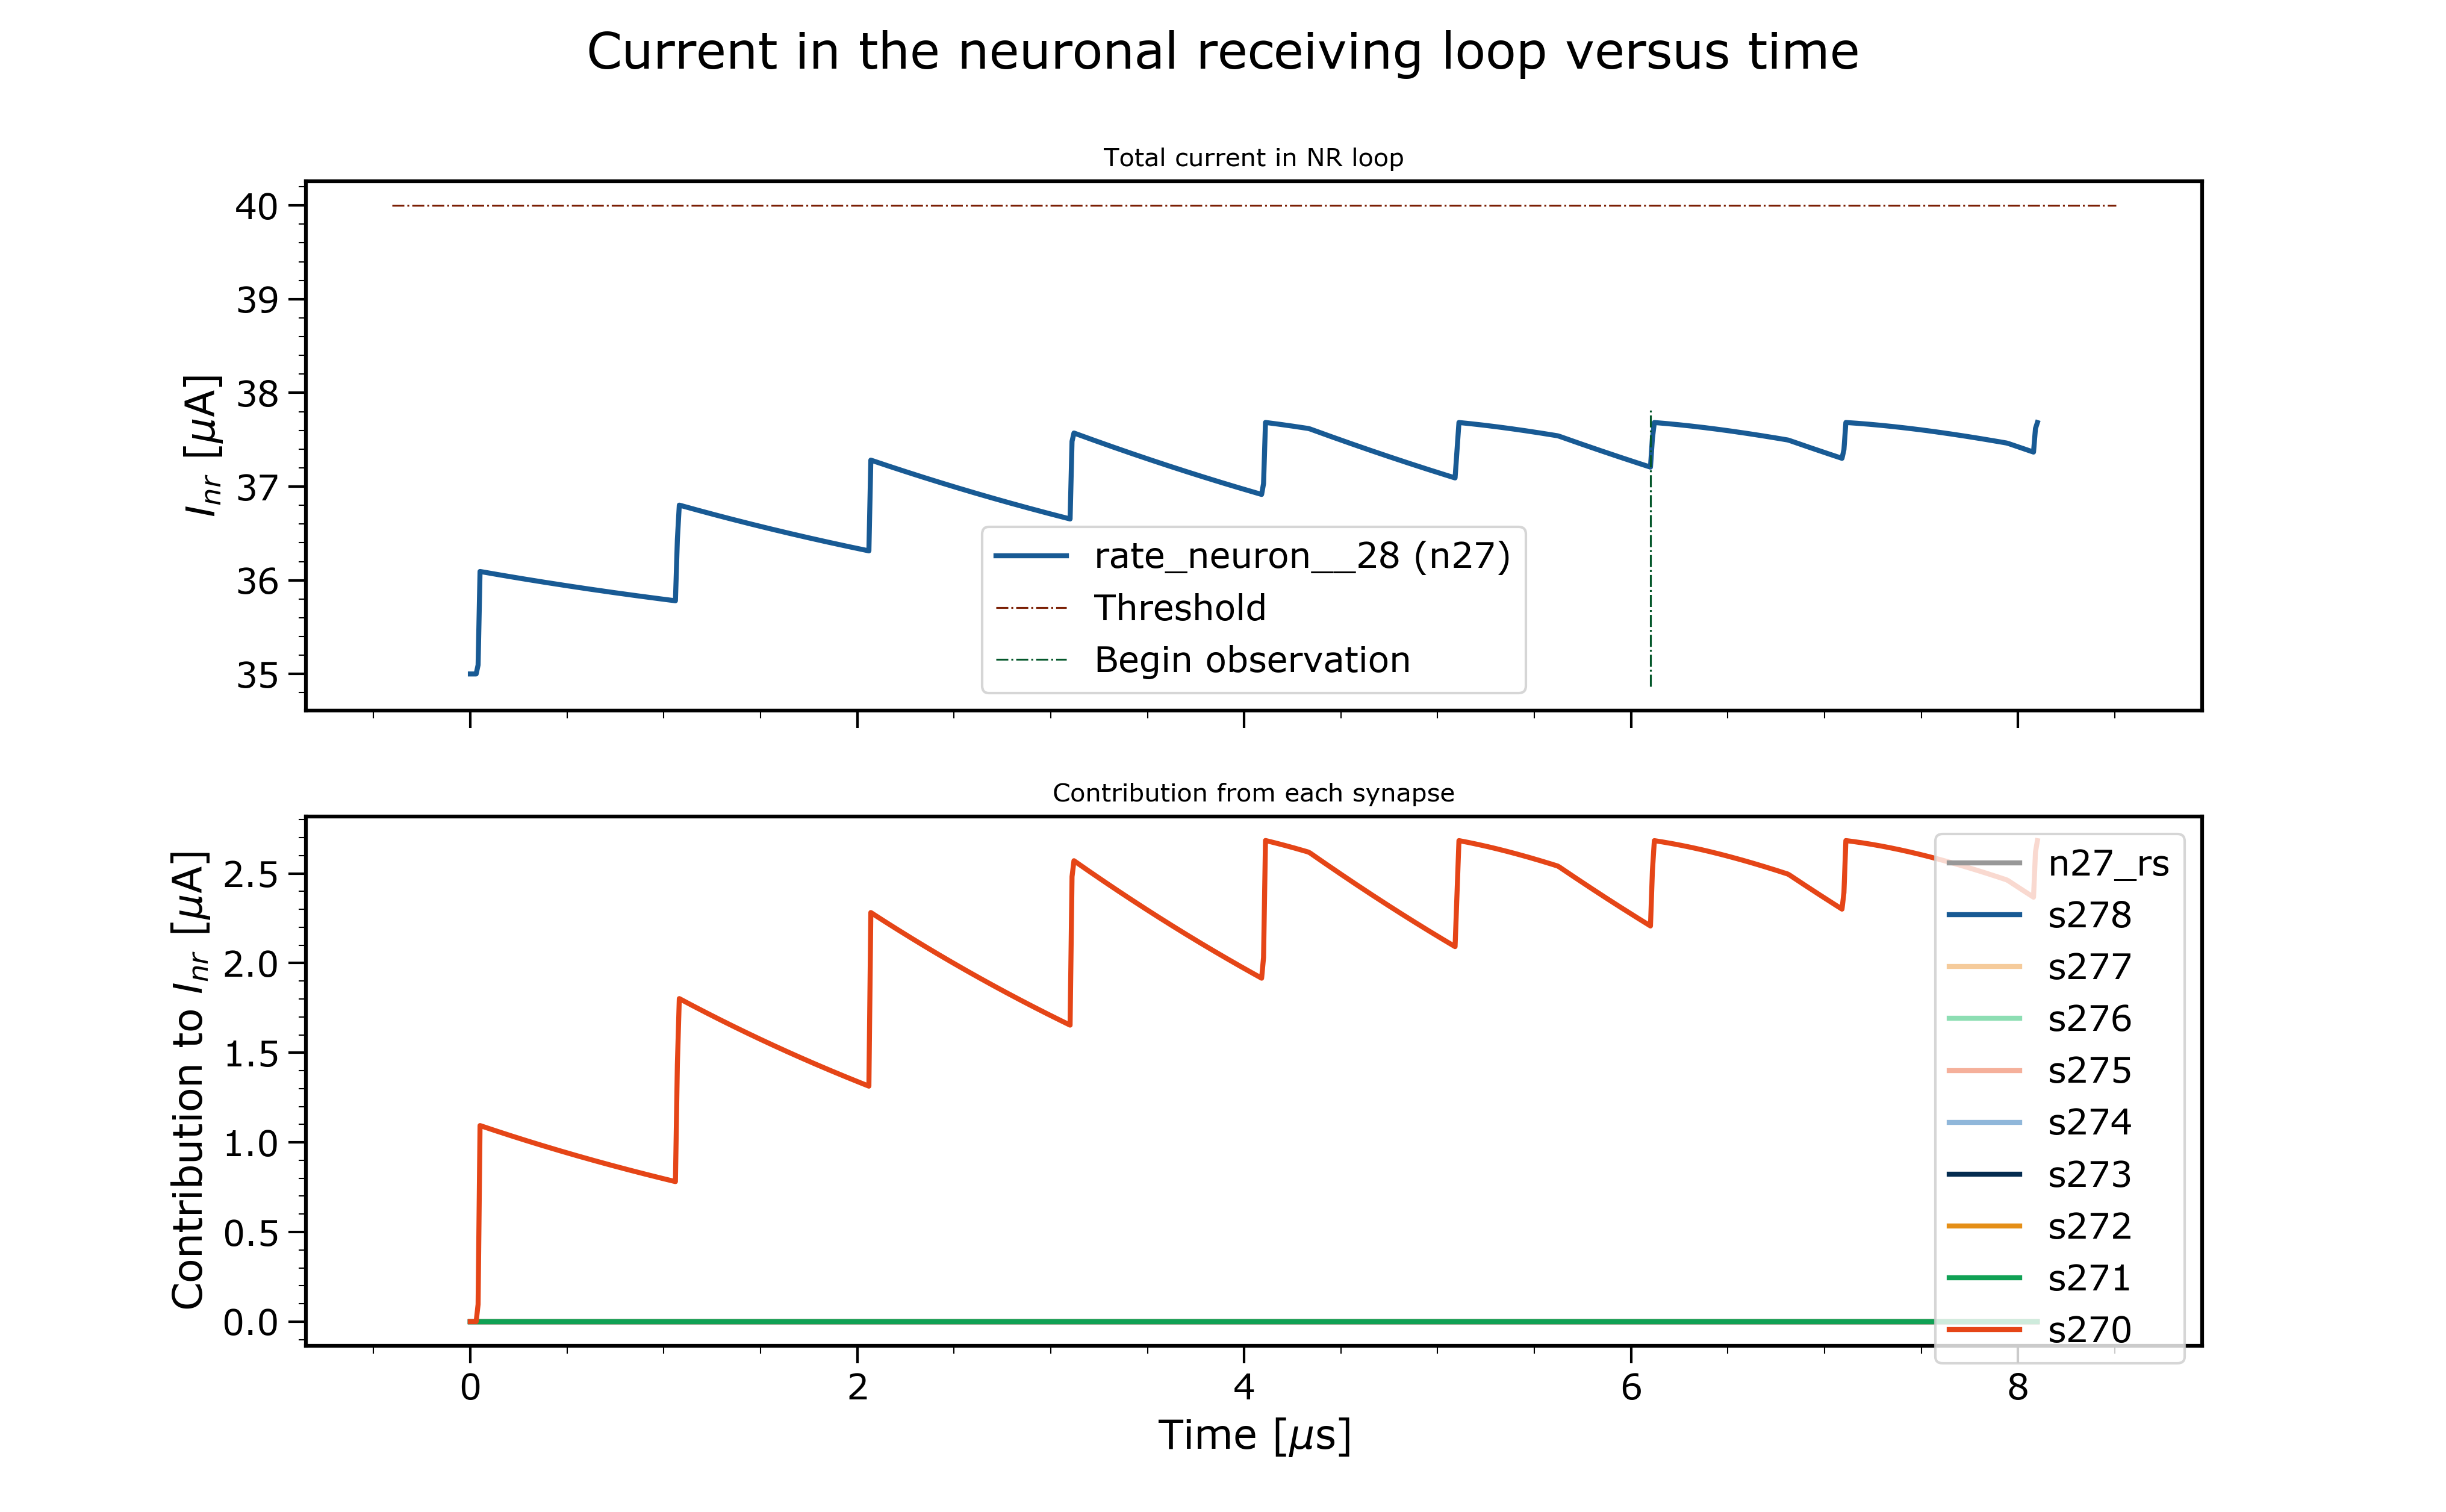 Current in the neuronal receiving loop versus time
Total current in NR loop
I_nr [μA]
40
39
38
37
36
35
rate_neuron__28 (n27)
Threshold
Begin observation
Contribution from each synapse
Contribution to I_nr [μA]
2.5
2.0
1.5
1.0
0.5
0.0
n27_rs
s278
s277
s276
s275
s274
s273
s272
s271
s270
0 2 4 6 8
Time [μs]